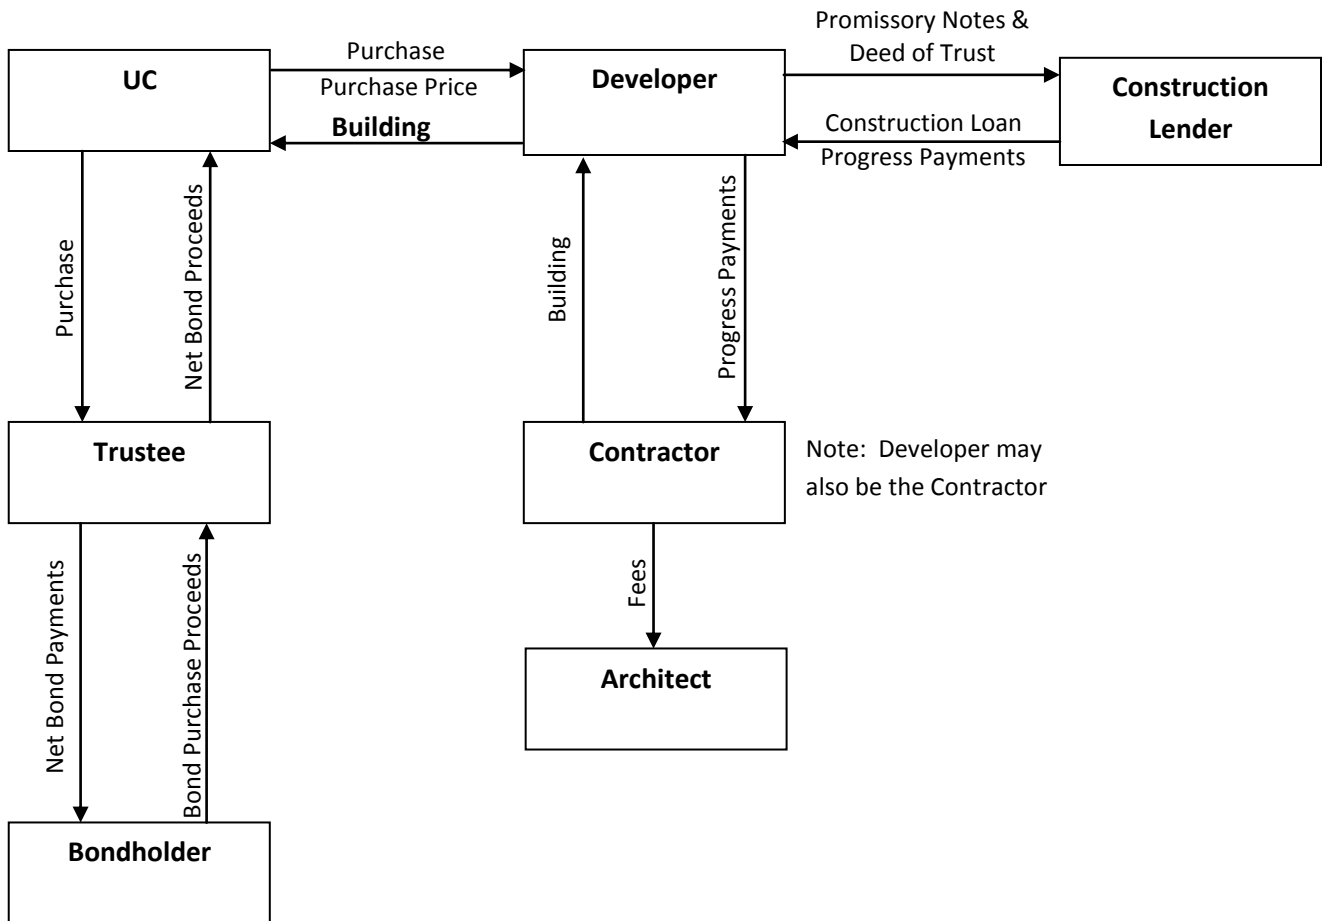 Promissory Notes &
Deed of Trust
UC
Purchase
Purchase Price
Building
Developer
Construction Loan
Progress Payments
Construction
Lender
Purchase
Net Bond Proceeds
Building
Progress Payments
Trustee
Contractor
Note:  Developer may
also be the Contractor
Net Bond Payments
Bond Purchase Proceeds
Fees
Architect
Bondholder